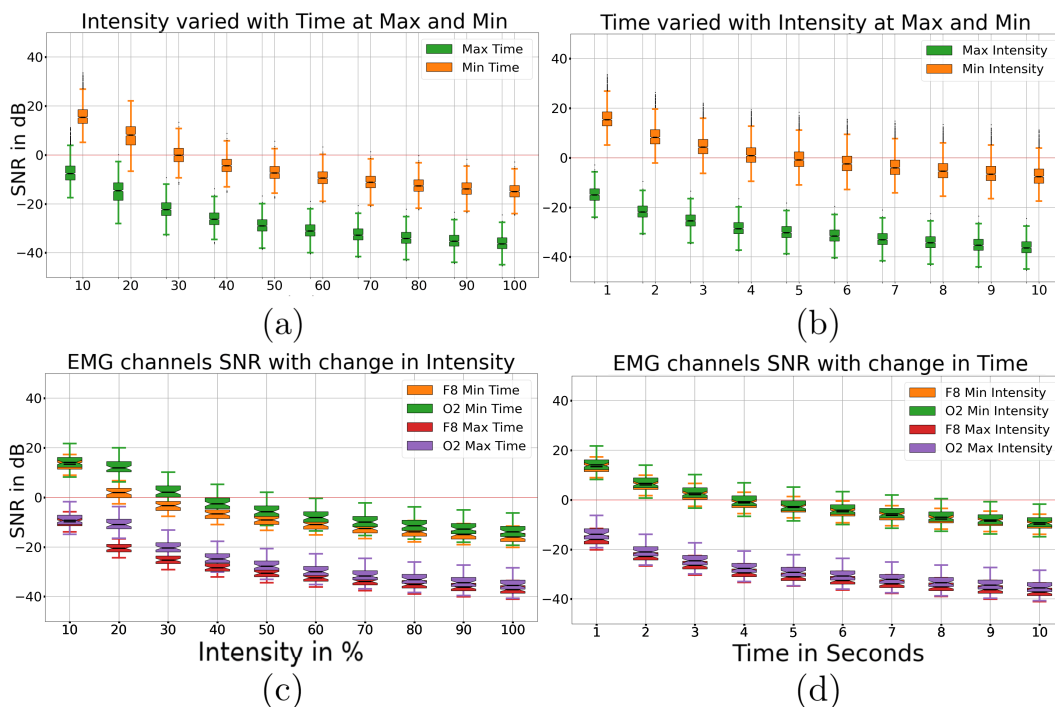 Intensity varied with Time at Max and Min
SNR in dB
40
20
0
−20
−40
Max Time
Min Time
10 20 30 40 50 60 70 80 90 100
(a)
Time varied with Intensity at Max and Min
40
20
0
−20
−40
Max Intensity
Min Intensity
1 2 3 4 5 6 7 8 9 10
(b)
EMG channels SNR with change in Intensity
SNR in dB
40
20
0
−20
−40
F8 Min Time
O2 Min Time
F8 Max Time
O2 Max Time
10 20 30 40 50 60 70 80 90 100
Intensity in %
(c)
EMG channels SNR with change in Time
40
20
0
−20
−40
F8 Min Intensity
O2 Min Intensity
F8 Max Intensity
O2 Max Intensity
1 2 3 4 5 6 7 8 9 10
Time in Seconds
(d)